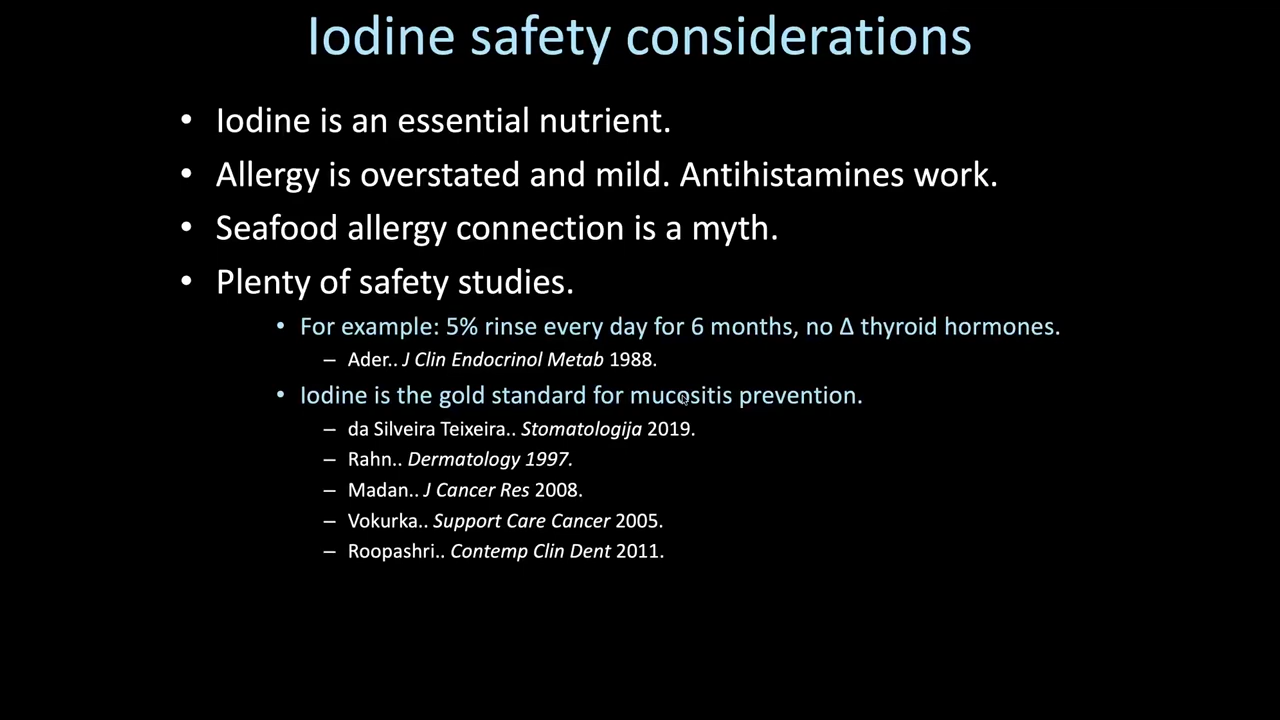 Iodine safety considerations
• Iodine is an essential nutrient.
• Allergy is overstated and mild. Antihistamines work.
• Seafood allergy connection is a myth.
• Plenty of safety studies.
• For example: 5% rinse every day for 6 months, no Δ thyroid hormones.
– Ader.. J Clin Endocrinol Metab 1988.
• Iodine is the gold standard for mucositis prevention.
– da Silveira Teixeira.. Stomatologija 2019.
– Rahn.. Dermatology 1997.
– Madan.. J Cancer Res 2008.
– Vokurka.. Support Care Cancer 2005.
– Roopashri.. Contemp Clin Dent 2011.